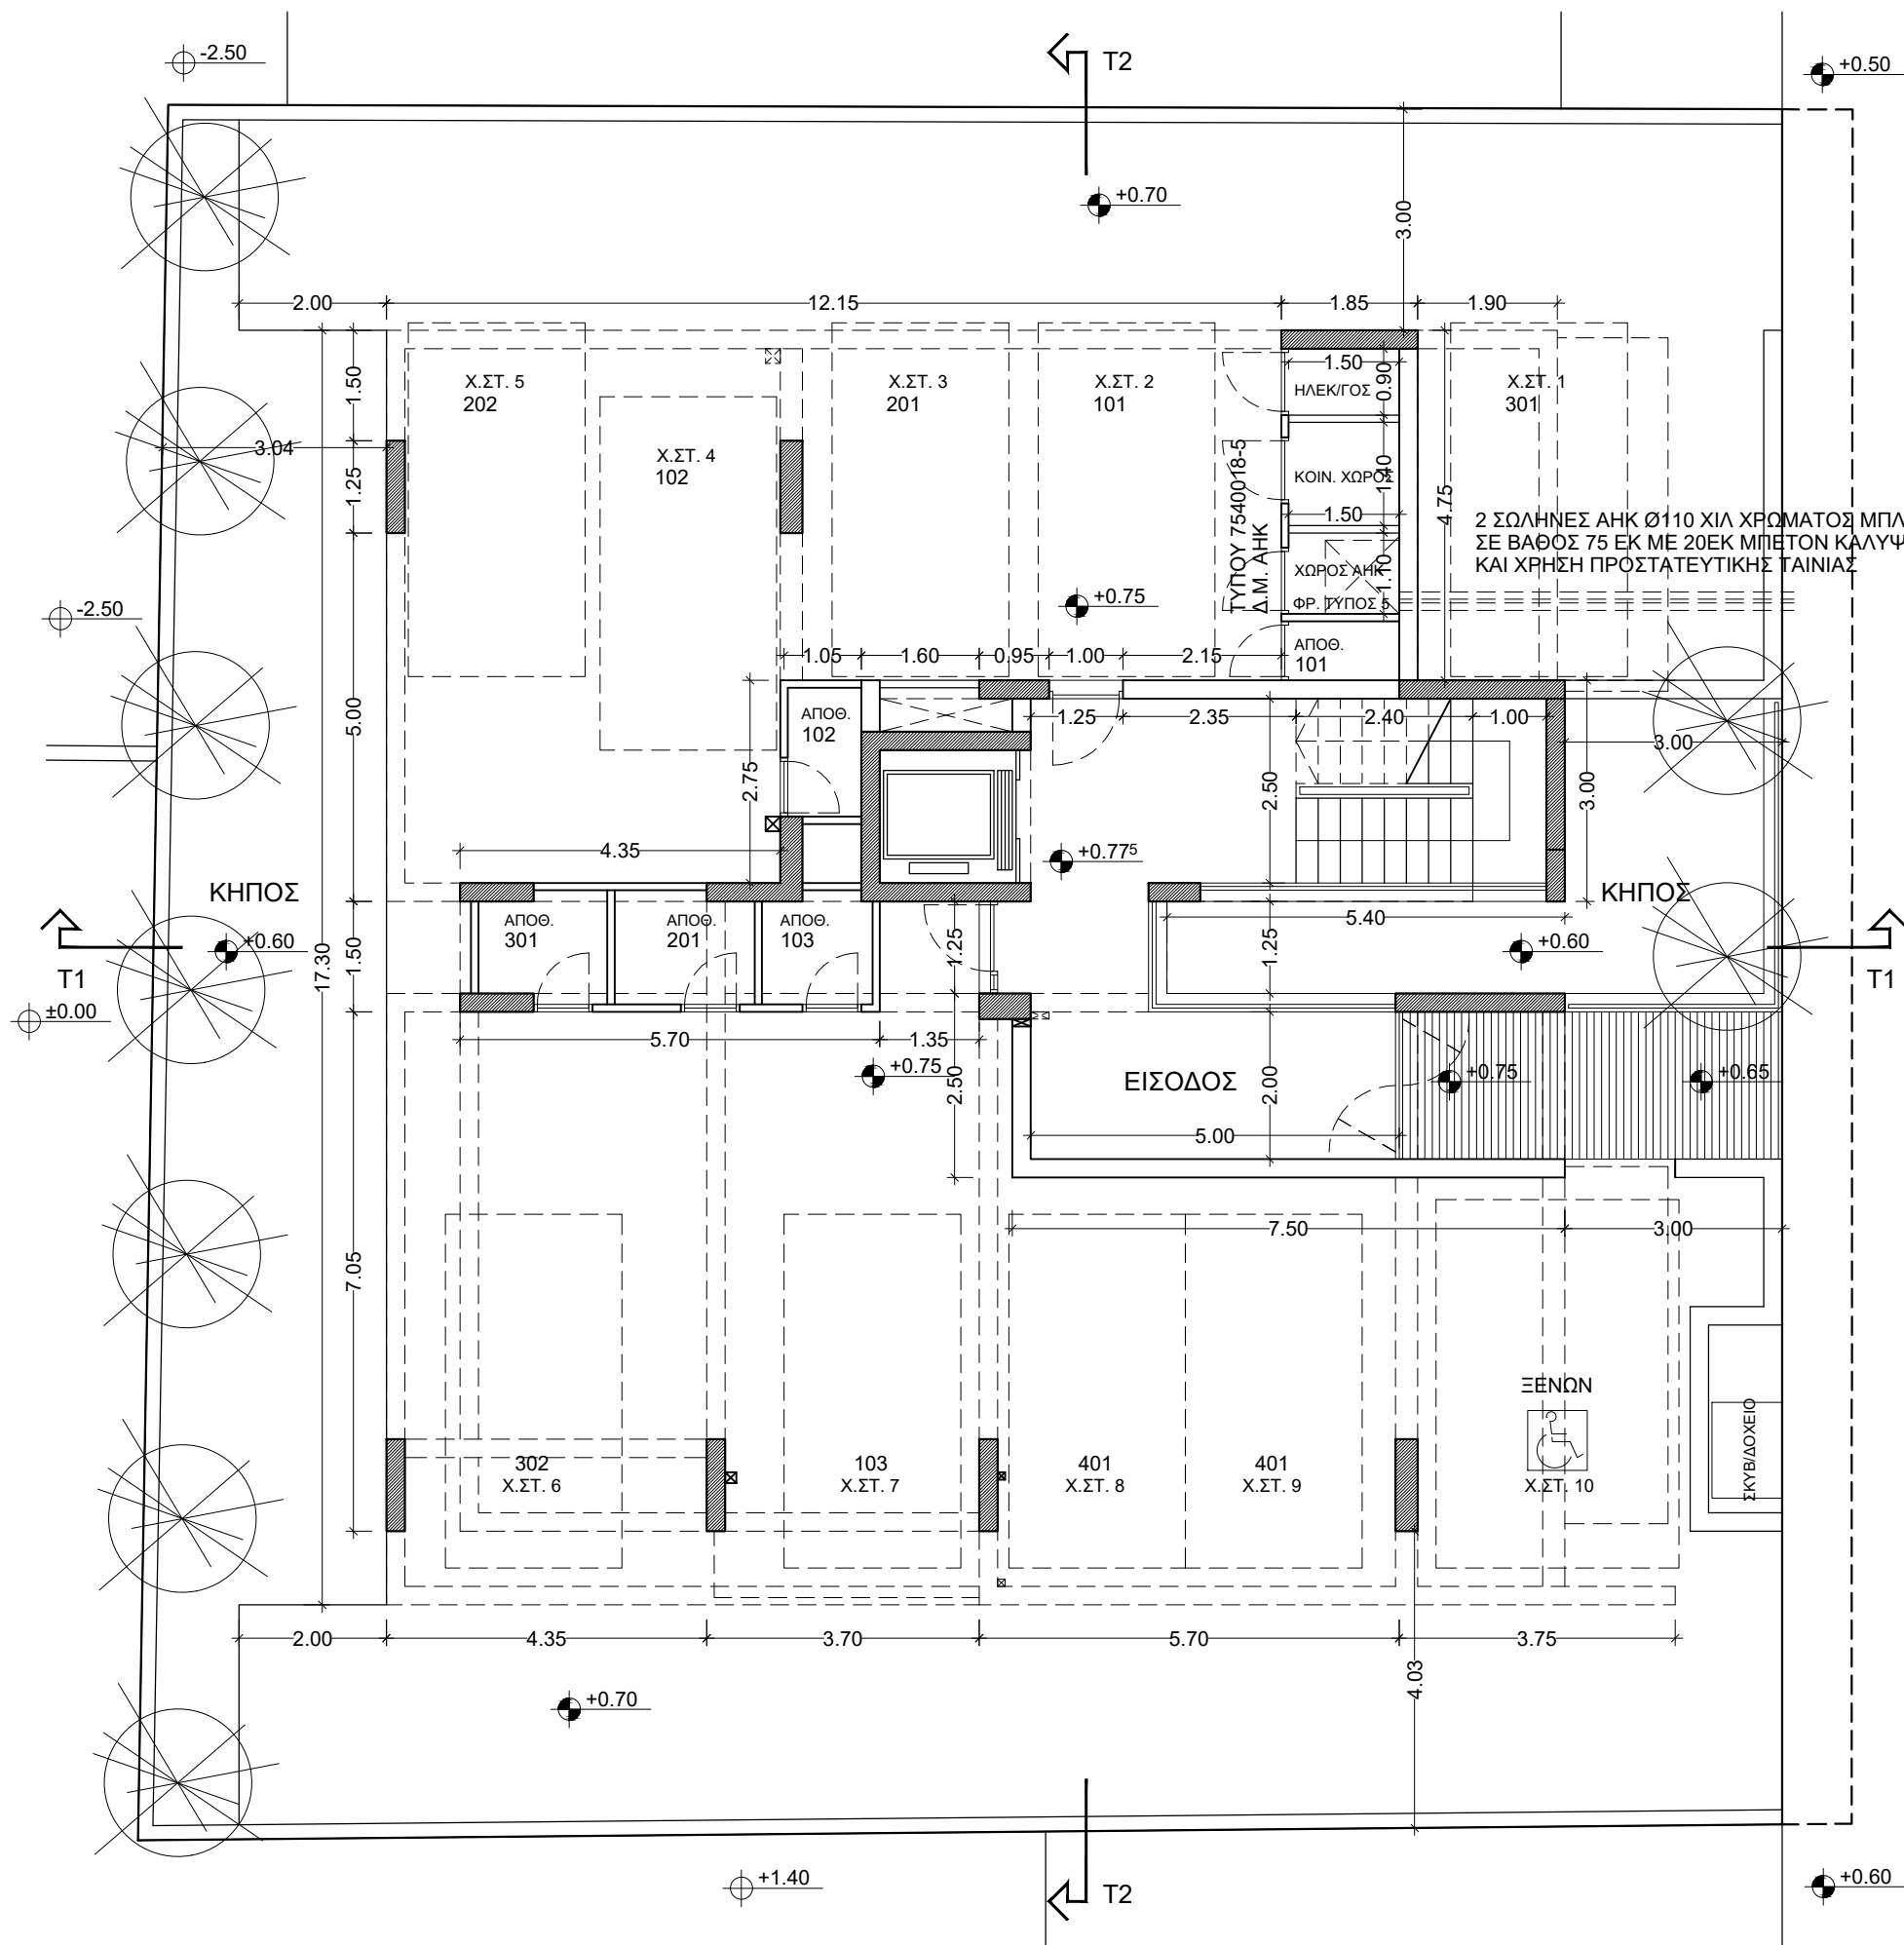 -2.50
T2
+0.50
+0.70
3.00
2.00
12.15
1.85
1.90
1.50
Χ.ΣΤ. 5
202
Χ.ΣΤ. 3
201
Χ.ΣΤ. 2
101
1.50
0.90
ΗΛΕΚ/ΓΟΣ
Χ.ΣΤ. 1
301
3.04
1.25
Χ.ΣΤ. 4
102
ΤΥΠΟΥ 7540018-5
Δ.Μ. ΑΗΚ
ΚΟΙΝ. ΧΩΡΟΣ
1.40
1.50
4.75
2 ΣΩΛΗΝΕΣ ΑΗΚ Ø110 ΧΙΛ ΧΡΩΜΑΤΟΣ ΜΠΛ
ΣΕ ΒΑΘΟΣ 75 ΕΚ ΜΕ 20ΕΚ ΜΠΕΤΟΝ ΚΑΛΥΨ
ΚΑΙ ΧΡΗΣΗ ΠΡΟΣΤΑΤΕΥΤΙΚΗΣ ΤΑΙΝΙΑΣ
ΧΩΡΟΣ ΑΗΚ
1.10
ΦΡ. ΤΥΠΟΣ 5
-2.50
+0.75
ΑΠΟΘ.
101
1.05
1.60
0.95
1.00
2.15
5.00
ΑΠΟΘ.
102
1.25
2.35
2.40
1.00
3.00
2.75
2.50
3.00
4.35
+0.77⁵
ΚΗΠΟΣ
ΚΗΠΟΣ
T1
+0.60
17.30
1.50
ΑΠΟΘ.
301
ΑΠΟΘ.
201
ΑΠΟΘ.
103
1.25
5.40
1.25
+0.60
T1
±0.00
5.70
1.35
+0.75
2.50
ΕΙΣΟΔΟΣ
2.00
+0.75
+0.65
5.00
7.05
7.50
3.00
ΞΕΝΩΝ
302
Χ.ΣΤ. 6
103
Χ.ΣΤ. 7
401
Χ.ΣΤ. 8
401
Χ.ΣΤ. 9
Χ.ΣΤ. 10
ΣΚΥΒ/ΔΟΧΕΙΟ
2.00
4.35
3.70
5.70
3.75
4.03
+0.70
+1.40
T2
+0.60